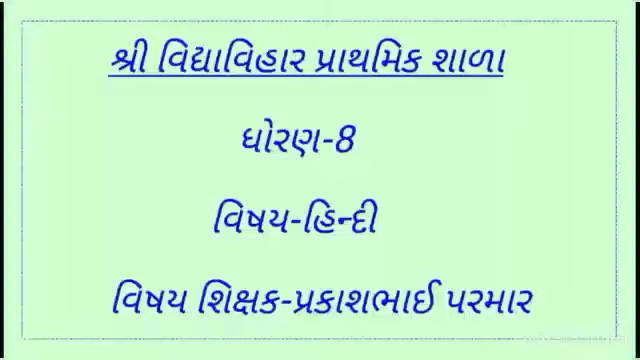 શ્રી વિદ્યાવિહાર પ્રાથમિક શાળા
ધોરણ-8
વિષય-હિન્દી
વિષય શિક્ષક-પ્રકાશભાઈ પરમાર